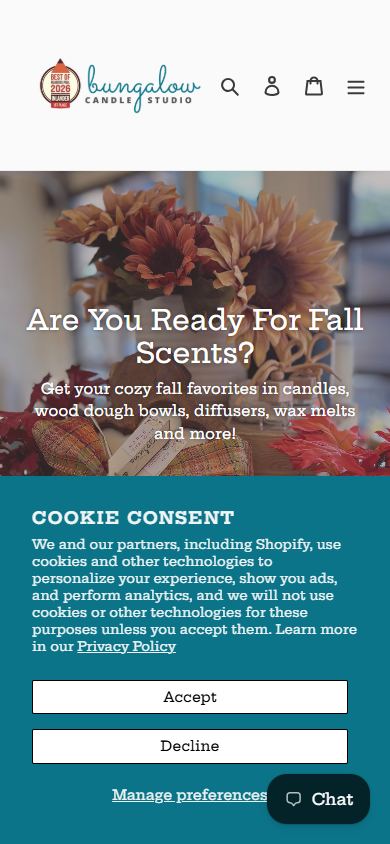 BEST OF
2026
INLANDER
1ST PLACE
bungalow
CANDLE STUDIO
Are You Ready For Fall
Scents?
Get your cozy fall favorites in candles,
wood dough bowls, diffusers, wax melts
and more!
COOKIE CONSENT
We and our partners, including Shopify, use
cookies and other technologies to
personalize your experience, show you ads,
and perform analytics, and we will not use
cookies or other technologies for these
purposes unless you accept them. Learn more
in our Privacy Policy
Accept
Decline
Manage preferences
Chat